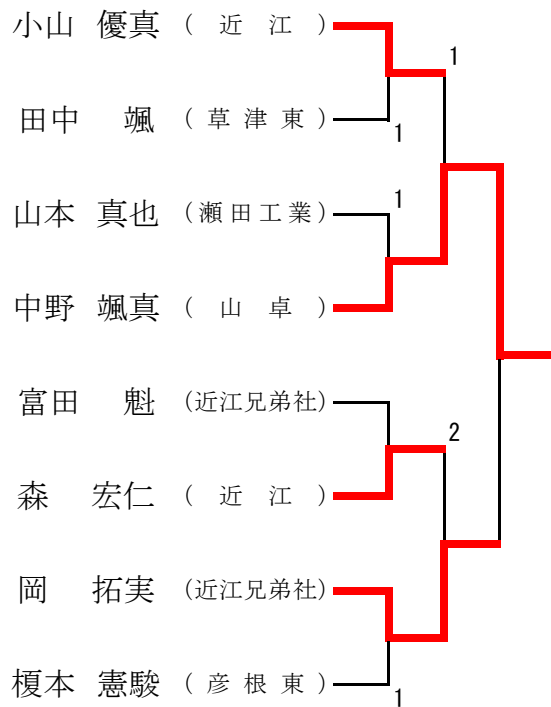 小山 優真 ( 近 江 )
1
田中 颯 ( 草 津 東 )
1
山本 真也 (瀬田工業)
1
中野 颯真 ( 山 卓 )
富田 魁 (近江兄弟社)
2
森 宏仁 ( 近 江 )
岡 拓実 (近江兄弟社)
榎本 憲駿 ( 彦 根 東 )
1